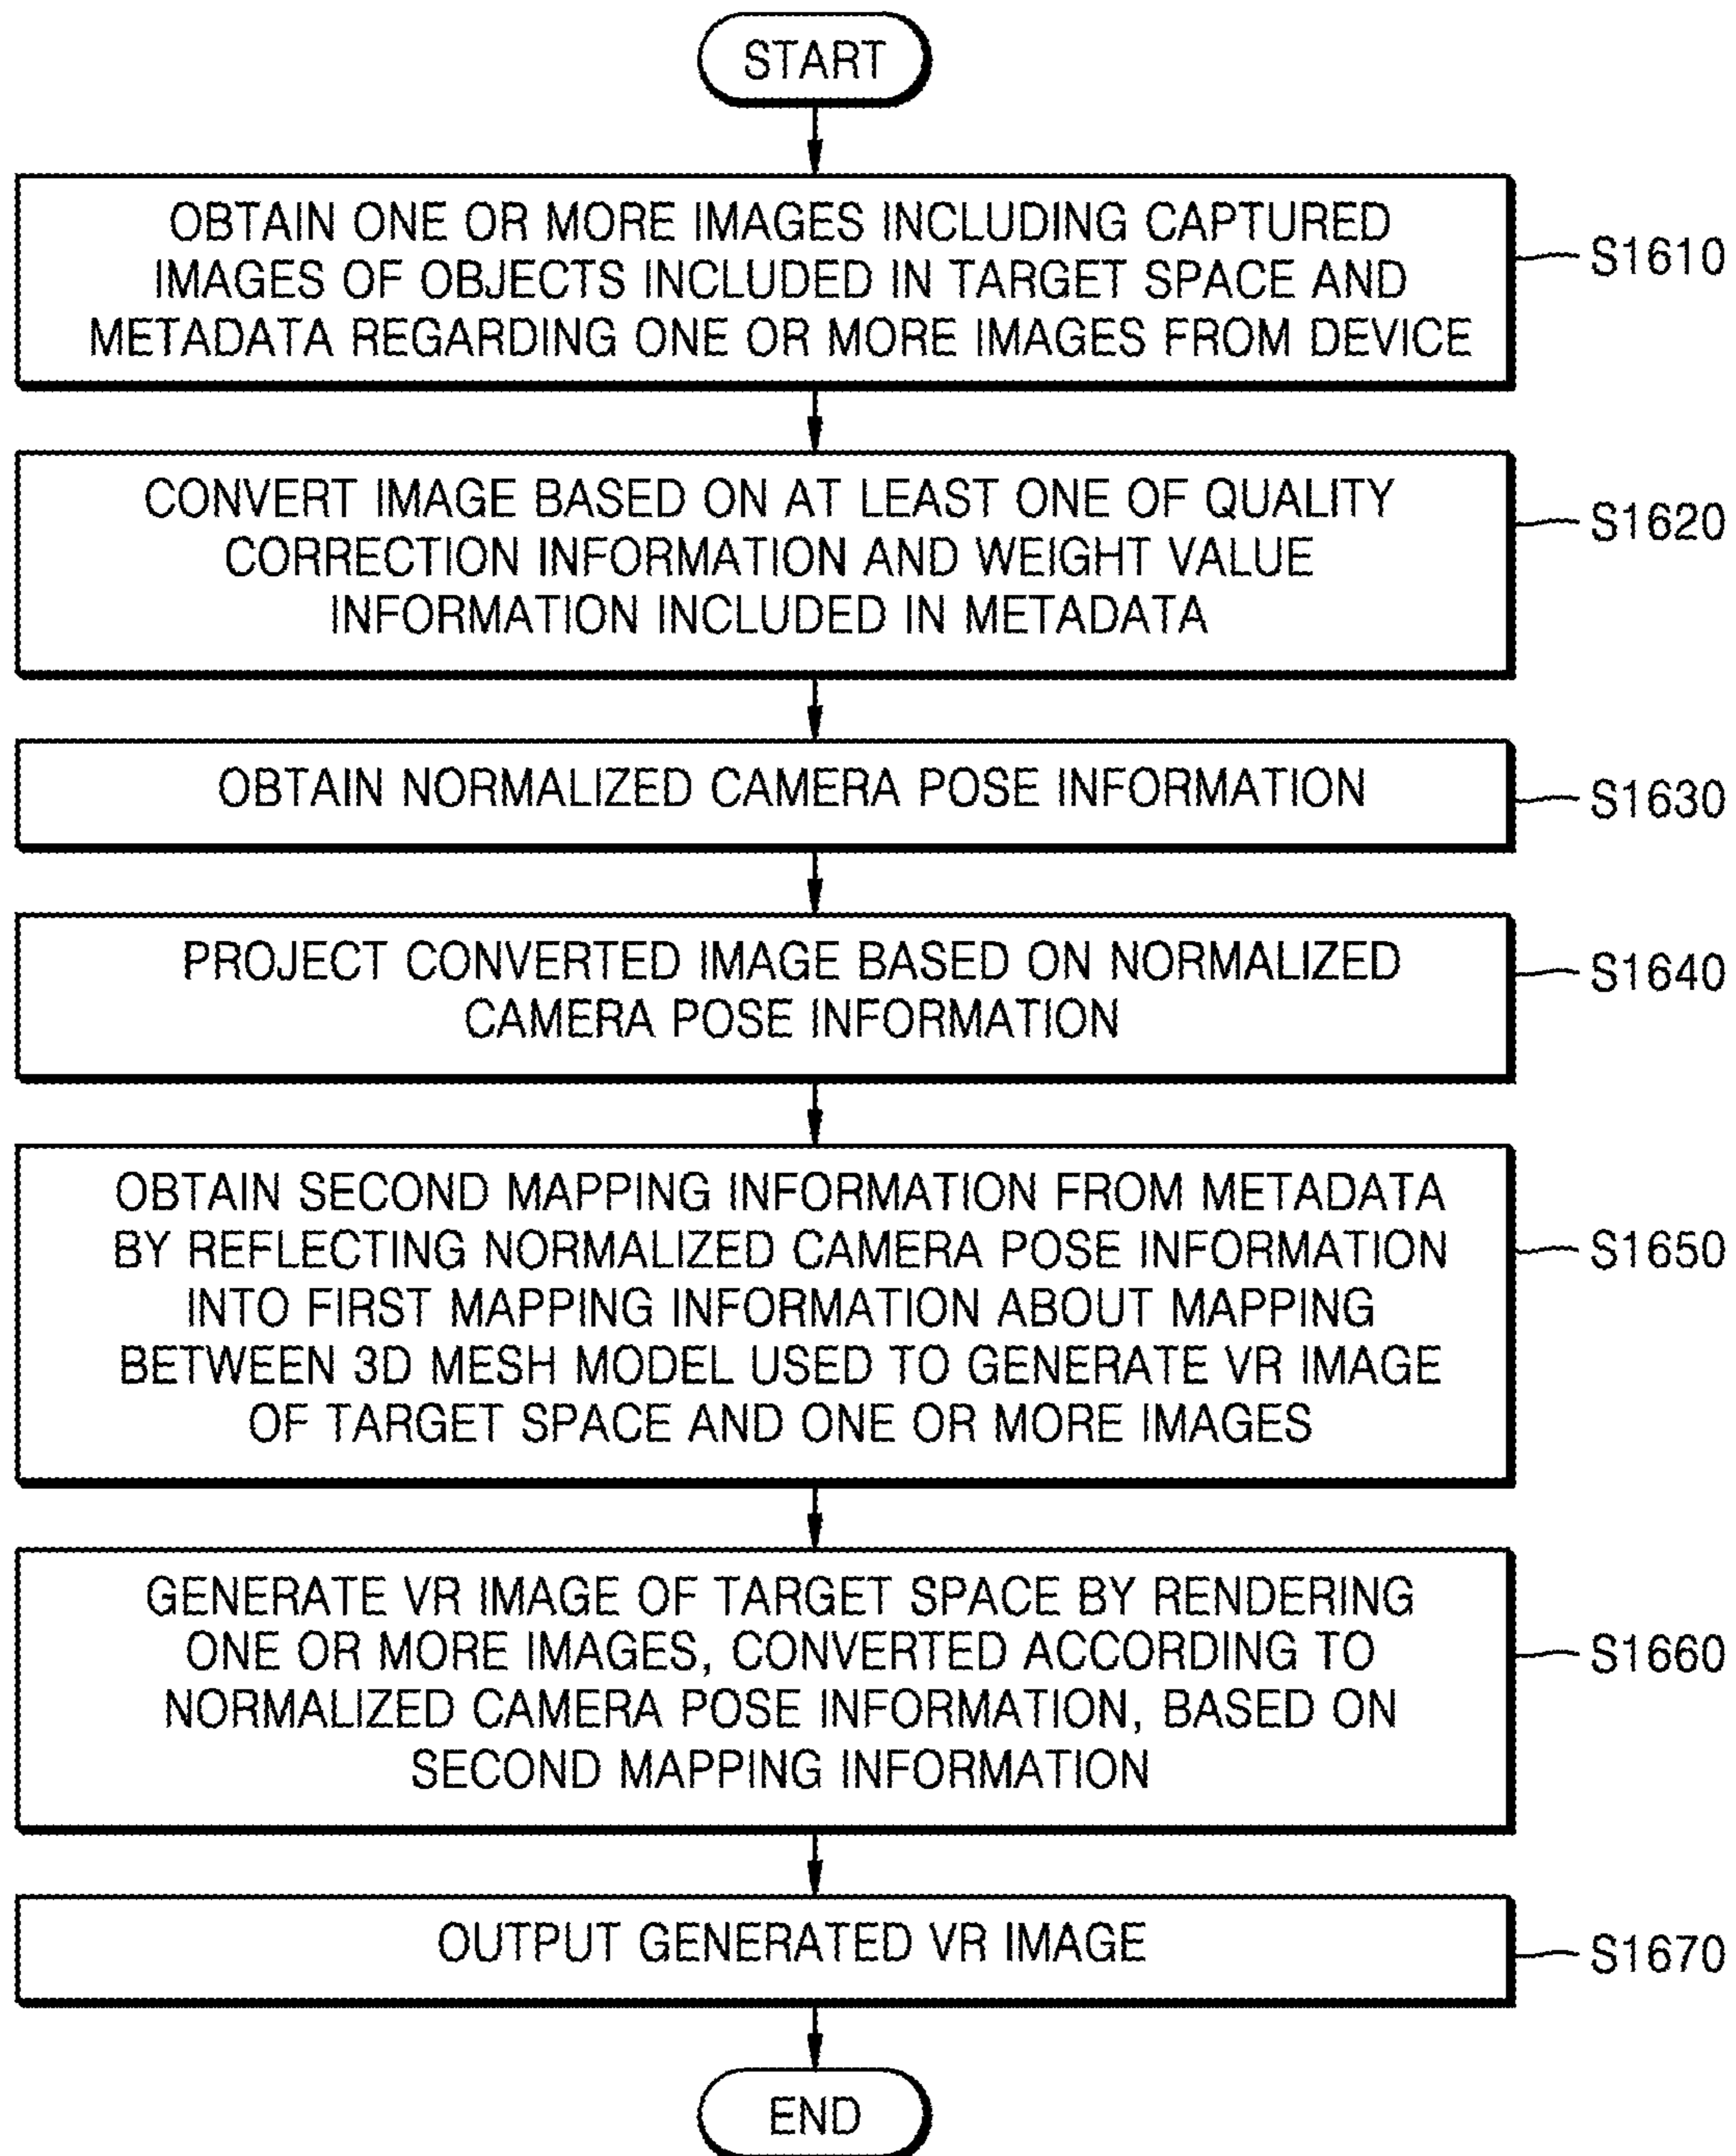 START
OBTAIN ONE OR MORE IMAGES INCLUDING CAPTURED
IMAGES OF OBJECTS INCLUDED IN TARGET SPACE AND
METADATA REGARDING ONE OR MORE IMAGES FROM DEVICE
S1610
CONVERT IMAGE BASED ON AT LEAST ONE OF QUALITY
CORRECTION INFORMATION AND WEIGHT VALUE
INFORMATION INCLUDED IN METADATA
S1620
OBTAIN NORMALIZED CAMERA POSE INFORMATION
S1630
PROJECT CONVERTED IMAGE BASED ON NORMALIZED
CAMERA POSE INFORMATION
S1640
OBTAIN SECOND MAPPING INFORMATION FROM METADATA
BY REFLECTING NORMALIZED CAMERA POSE INFORMATION
INTO FIRST MAPPING INFORMATION ABOUT MAPPING
BETWEEN 3D MESH MODEL USED TO GENERATE VR IMAGE
OF TARGET SPACE AND ONE OR MORE IMAGES
S1650
GENERATE VR IMAGE OF TARGET SPACE BY RENDERING
ONE OR MORE IMAGES, CONVERTED ACCORDING TO
NORMALIZED CAMERA POSE INFORMATION, BASED ON
SECOND MAPPING INFORMATION
S1660
OUTPUT GENERATED VR IMAGE
S1670
END